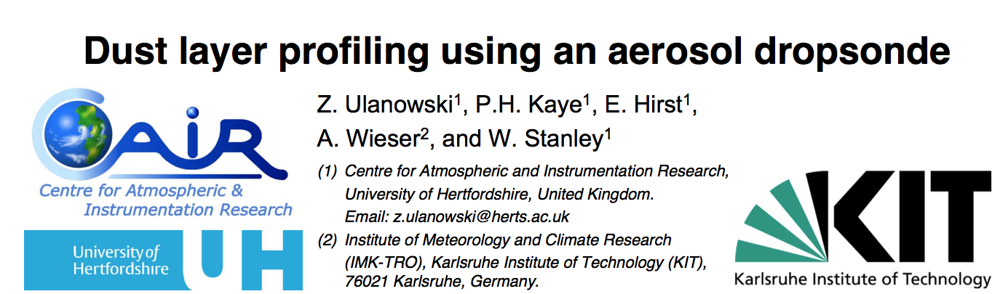 Dust layer profiling using an aerosol dropsonde
CAiR
Centre for Atmospheric &
Instrumentation Research
University of
Hertfordshire
UH
Z. Ulanowski¹, P.H. Kaye¹, E. Hirst¹,
A. Wieser², and W. Stanley¹
(1) Centre for Atmospheric and Instrumentation Research,
University of Hertfordshire, United Kingdom.
Email: z.ulanowski@herts.ac.uk
(2) Institute of Meteorology and Climate Research
(IMK-TRO), Karlsruhe Institute of Technology (KIT),
76021 Karlsruhe, Germany.
KIT
Karlsruhe Institute of Technology